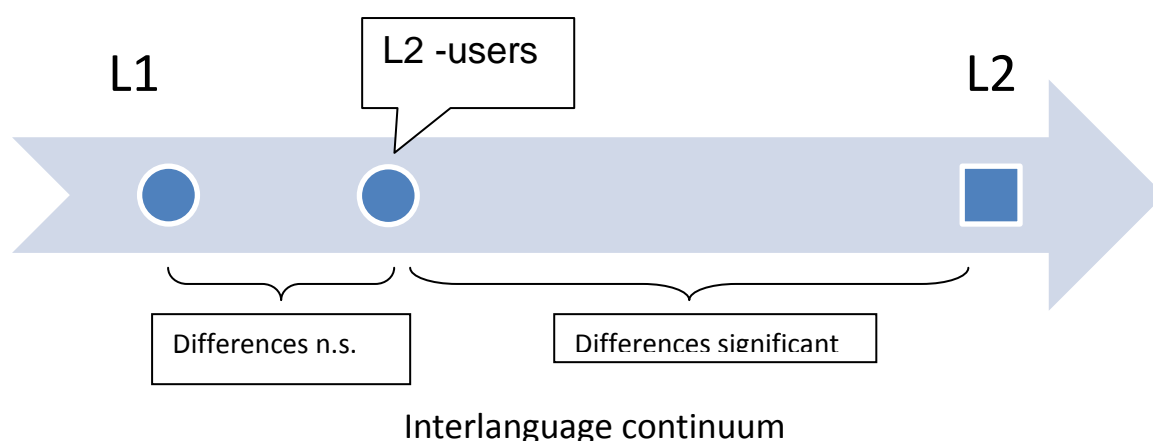 L1
L2 -users
L2
Differences n.s.
Differences significant
Interlanguage continuum